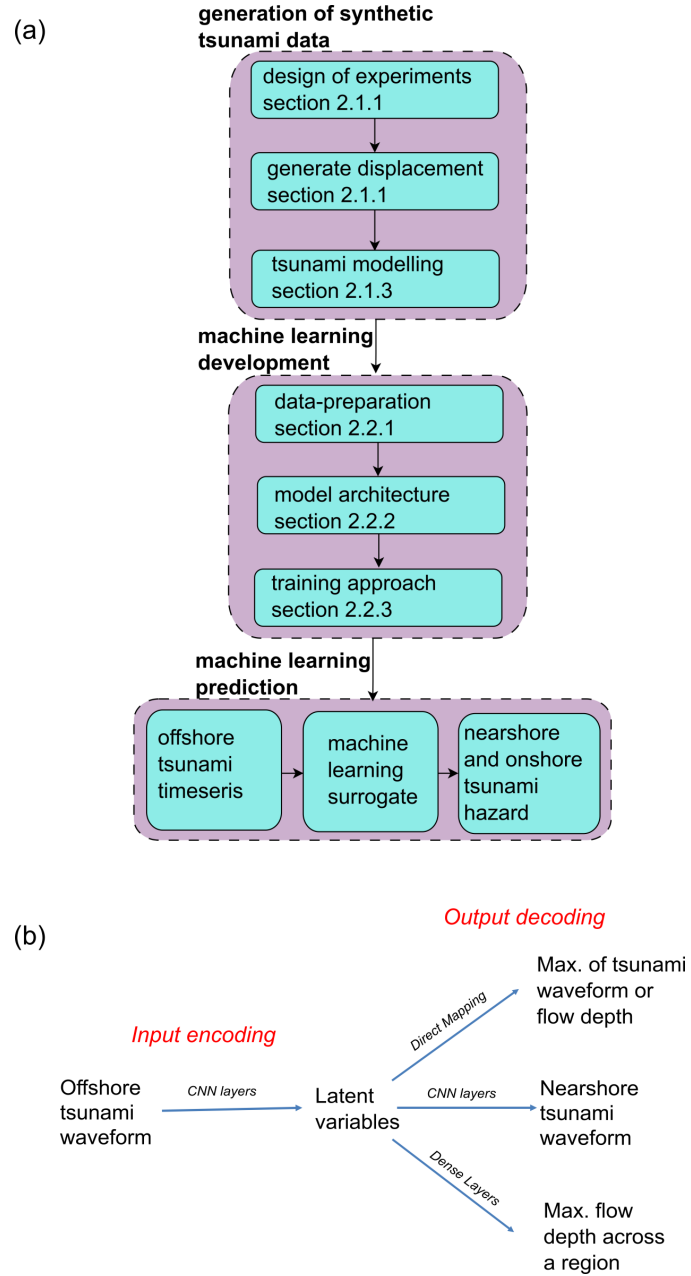 (a)
generation of synthetic
tsunami data
design of experiments
section 2.1.1
generate displacement
section 2.1.1
tsunami modelling
section 2.1.3
machine learning
development
data-preparation
section 2.2.1
model architecture
section 2.2.2
training approach
section 2.2.3
machine learning
prediction
offshore
tsunami
timeseris
machine
learning
surrogate
nearshore
and onshore
tsunami
hazard
(b)
Output decoding
Input encoding
Offshore
tsunami
waveform
CNN layers
Latent
variables
Direct Mapping
Max. of tsunami
waveform or
flow depth
CNN layers
Nearshore
tsunami
waveform
Dense Layers
Max. flow
depth across
a region